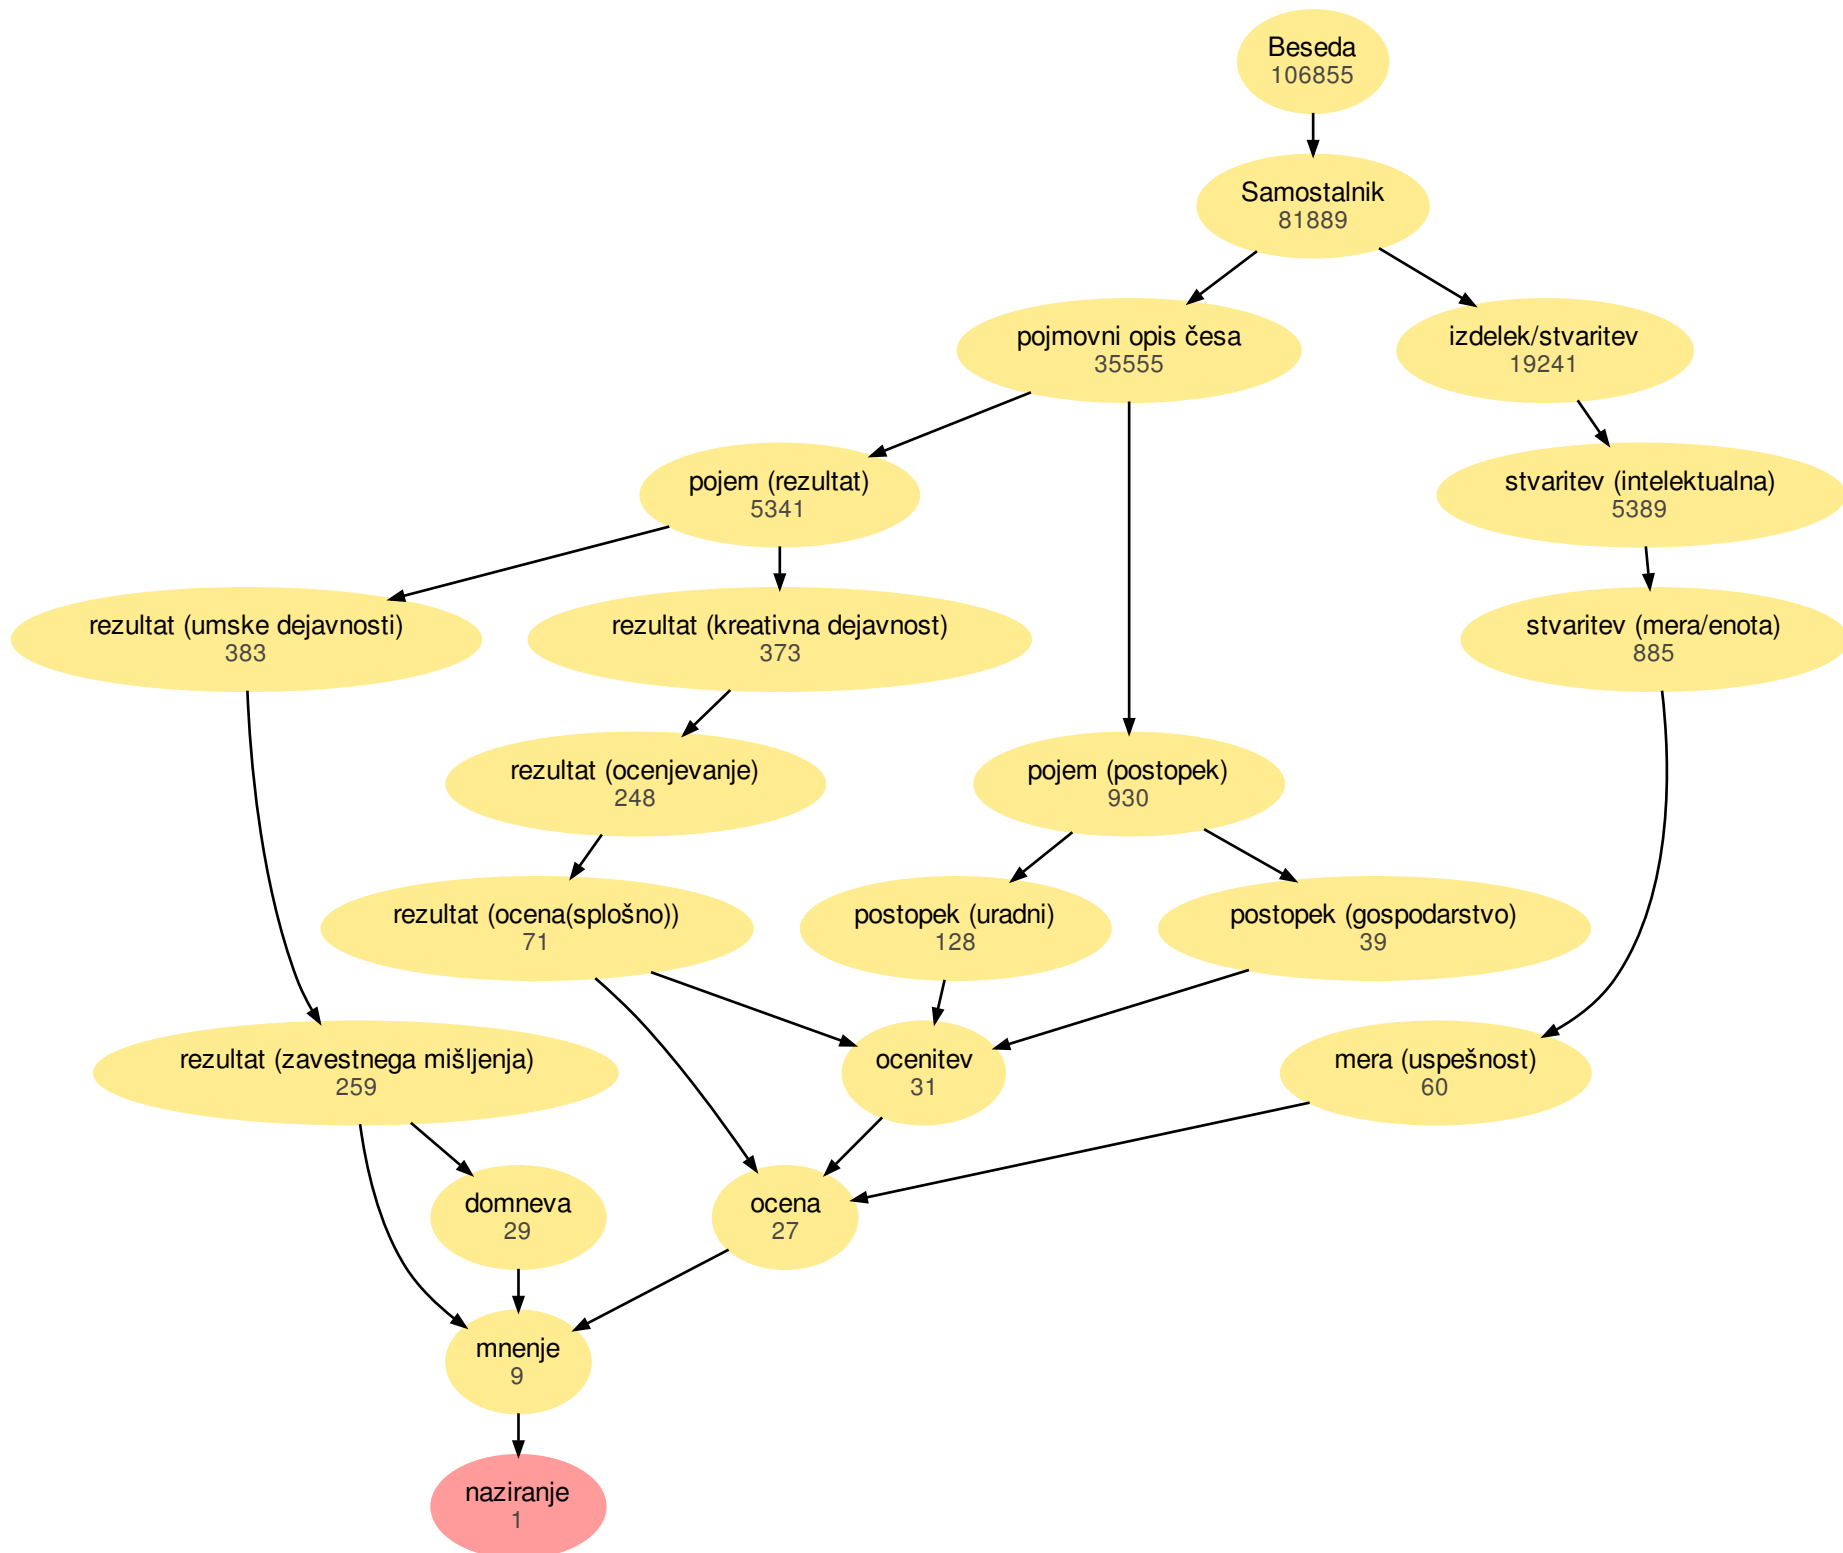 Beseda
106855
Samostalnik
81889
pojmovni opis česa
35555
izdelek/stvaritev
19241
pojem (rezultat)
5341
stvaritev (intelektualna)
5389
rezultat (umske dejavnosti)
383
rezultat (kreativna dejavnost)
373
stvaritev (mera/enota)
885
rezultat (ocenjevanje)
248
pojem (postopek)
930
rezultat (ocena(splošno))
71
postopek (uradni)
128
postopek (gospodarstvo)
39
rezultat (zavestnega mišljenja)
259
ocenitev
31
mera (uspešnost)
60
domneva
29
ocena
27
mnenje
9
naziranje
1